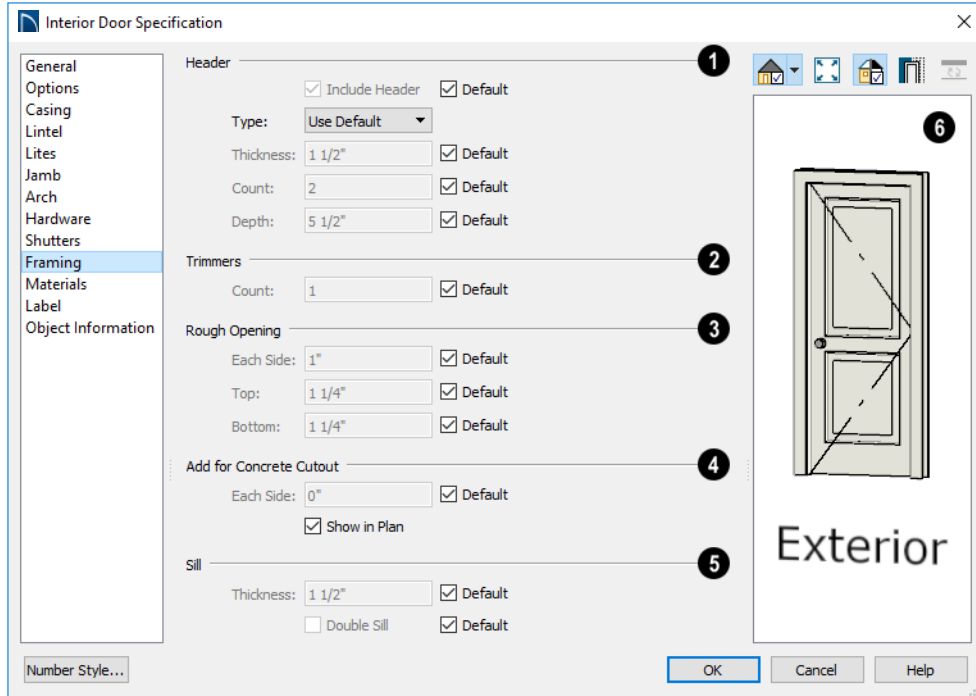 Interior Door Specification
General
Options
Casing
Lintel
Lites
Jamb
Arch
Hardware
Shutters
Framing
Materials
Label
Object Information
Header 1
Include Header Default
Type: Use Default
Thickness: 1 1/2" Default
Count: 2 Default
Depth: 5 1/2" Default
Trimmers 2
Count: 1 Default
Rough Opening 3
Each Side: 1" Default
Top: 1 1/4" Default
Bottom: 1 1/4" Default
Add for Concrete Cutout 4
Each Side: 0" Default
Show in Plan
Sill 5
Thickness: 1 1/2" Default
Double Sill Default
6
Exterior
Number Style... OK Cancel Help